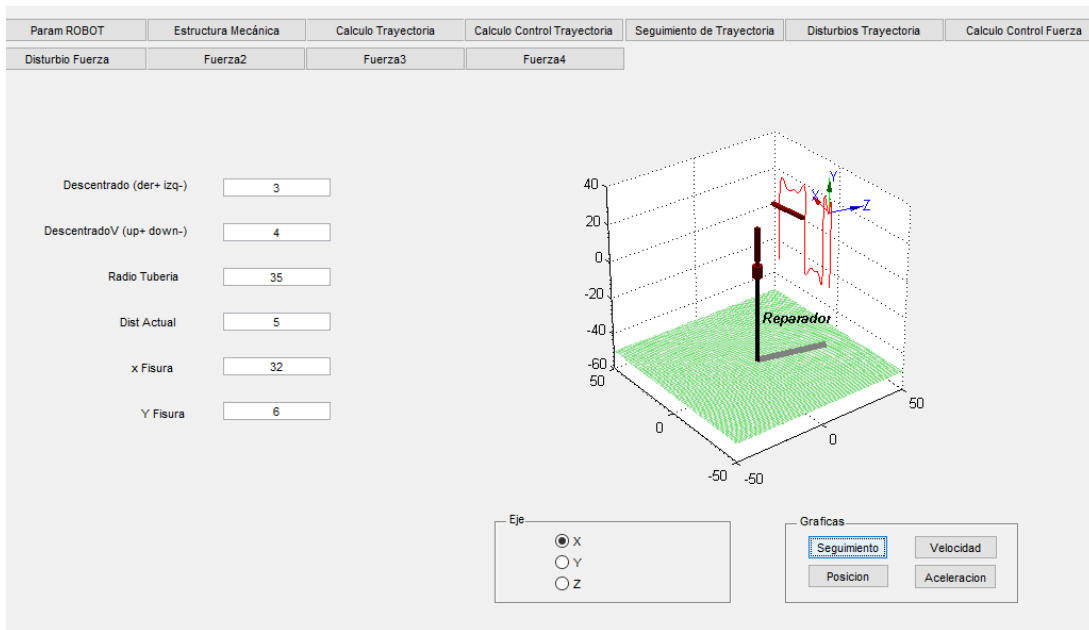 Param ROBOT Estructura Mecánica Calculo Trayectoria Calculo Control Trayectoria Seguimiento de Trayectoria Disturbios Trayectoria Calculo Control Fuerza
Disturbio Fuerza Fuerza2 Fuerza3 Fuerza4
Descentrado (der+ izq-) 3
DescentradoV (up+ down-) 4
Radio Tuberia 35
Dist Actual 5
x Fisura 32
Y Fisura 6
40
20
0
-20
-40
-60
50
0
-50
-50
0
50
X
Y
Z
Reparador
Eje
X
Y
Z
Graficas
Seguimiento Velocidad
Posicion Aceleracion